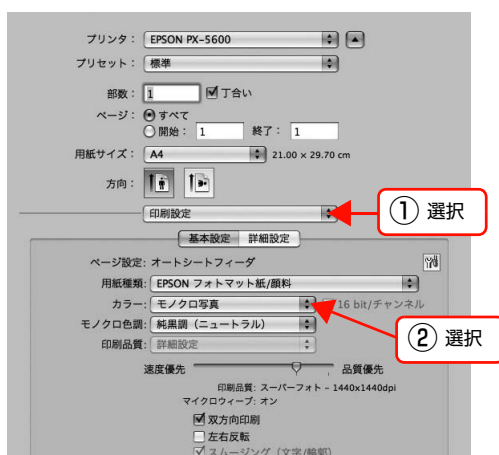 プリンタ： EPSON PX-5600
プリセット： 標準
部数： 1 丁合い
ページ： すべて
開始： 1 終了： 1
用紙サイズ： A4 21.00 x 29.70 cm
方向：
印刷設定
① 選択
基本設定 詳細設定
ページ設定: オートシートフィーダ
用紙種類: EPSON フォトマット紙/顔料
カラー: モノクロ写真 16 bit/チャンネル
② 選択
モノクロ色調: 純黒調（ニュートラル）
印刷品質: 詳細設定
速度優先 品質優先
印刷品質: スーパーフォト – 1440x1440dpi
マイクロウィーブ: オン
双方向印刷
左右反転
スムージング（文字/輪郭）